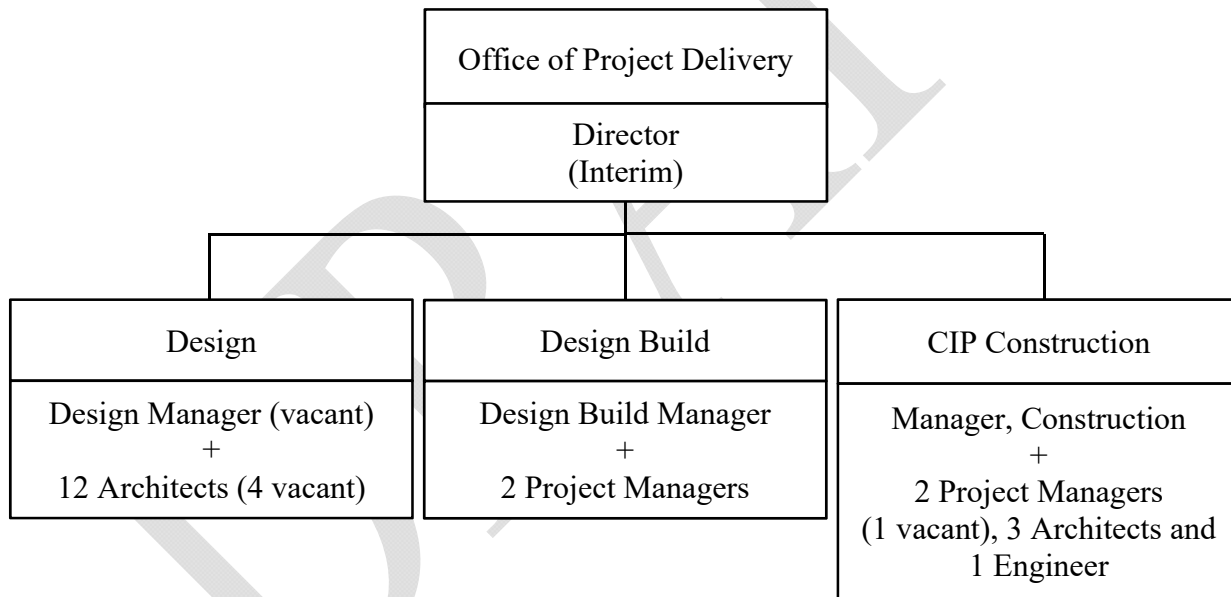 Office of Project Delivery
Director
(Interim)
Design
Design Manager (vacant)
+
12 Architects (4 vacant)
Design Build
Design Build Manager
+
2 Project Managers
CIP Construction
Manager, Construction
+
2 Project Managers
(1 vacant), 3 Architects and
1 Engineer